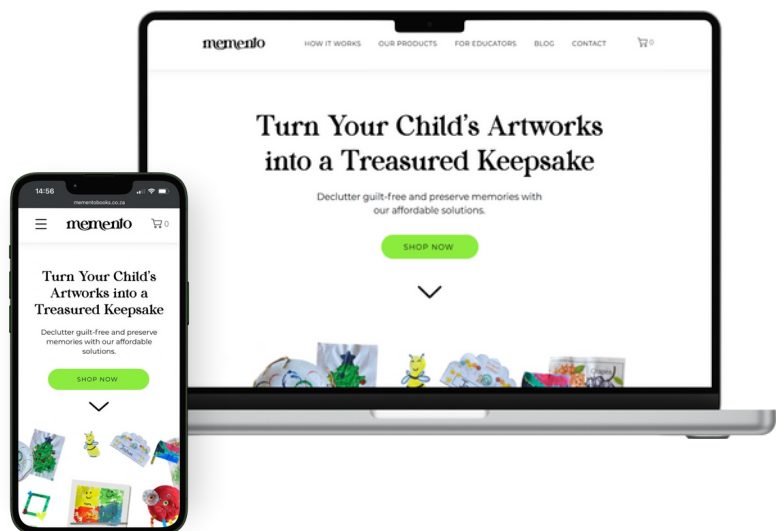 memento
HOW IT WORKS
OUR PRODUCTS
FOR EDUCATORS
BLOG
CONTACT
0
Turn Your Child's Artworks
into a Treasured Keepsake
Declutter guilt-free and preserve memories with
our affordable solutions.
SHOP NOW
Grapes
14:56
mementobooks.co.za
memento
0
Turn Your Child's
Artworks into a
Treasured Keepsake
Declutter guilt-free and preserve
memories with our affordable
solutions.
SHOP NOW